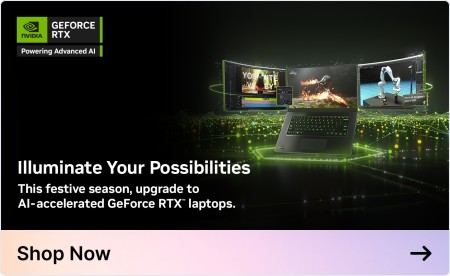 NVIDIA
GEFORCE
RTX
Powering Advanced AI
Illuminate Your Possibilities
This festive season, upgrade to
AI-accelerated GeForce RTX™ laptops.
Shop Now